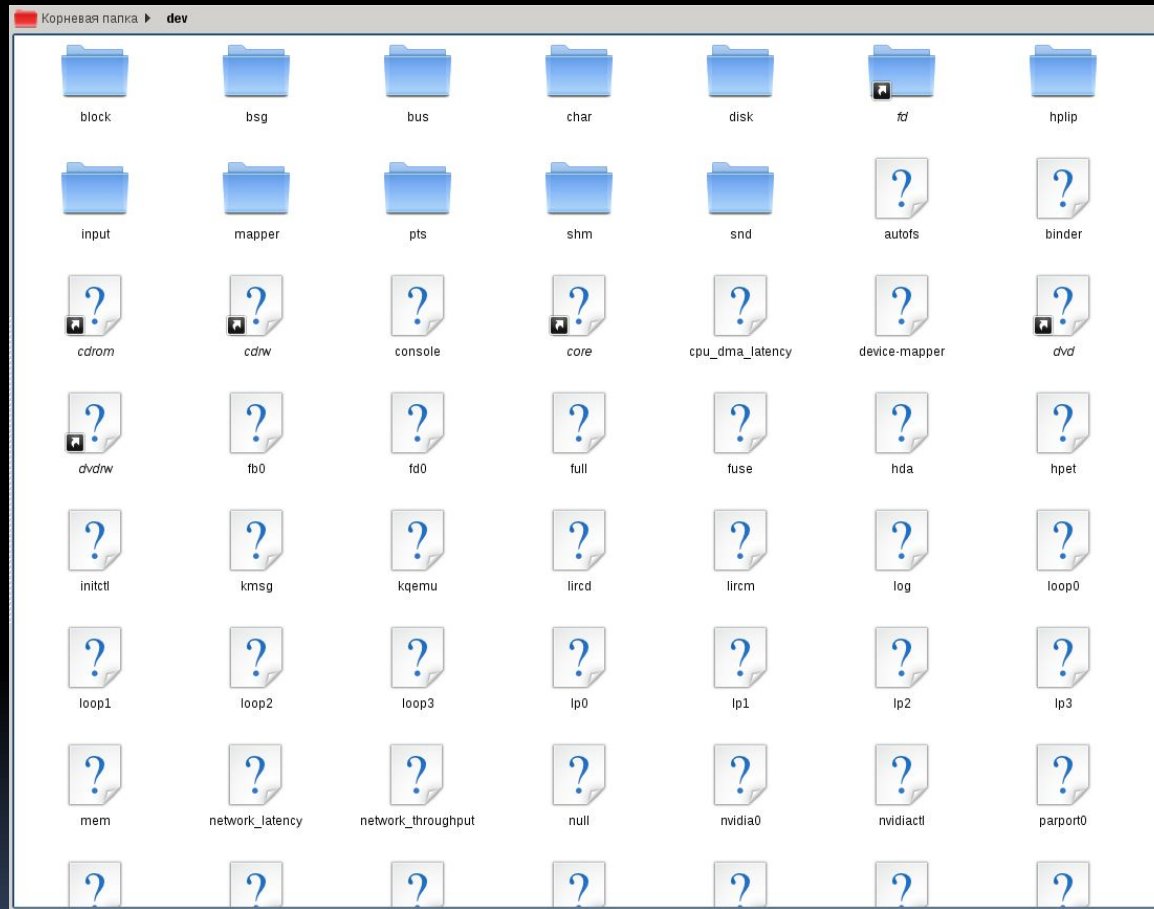 Корневая папка dev
block bsg bus char disk fd hplip
input mapper pts shm snd autofs binder
cdrom cdrw console core cpu_dma_latency device-mapper dvd
dvdrw fb0 fd0 full fuse hda hpet
initctl kmsg kqemu lircd lircm log loop0
loop1 loop2 loop3 lp0 lp1 lp2 lp3
mem network_latency network_throughput null nvidia0 nvidiactl parport0